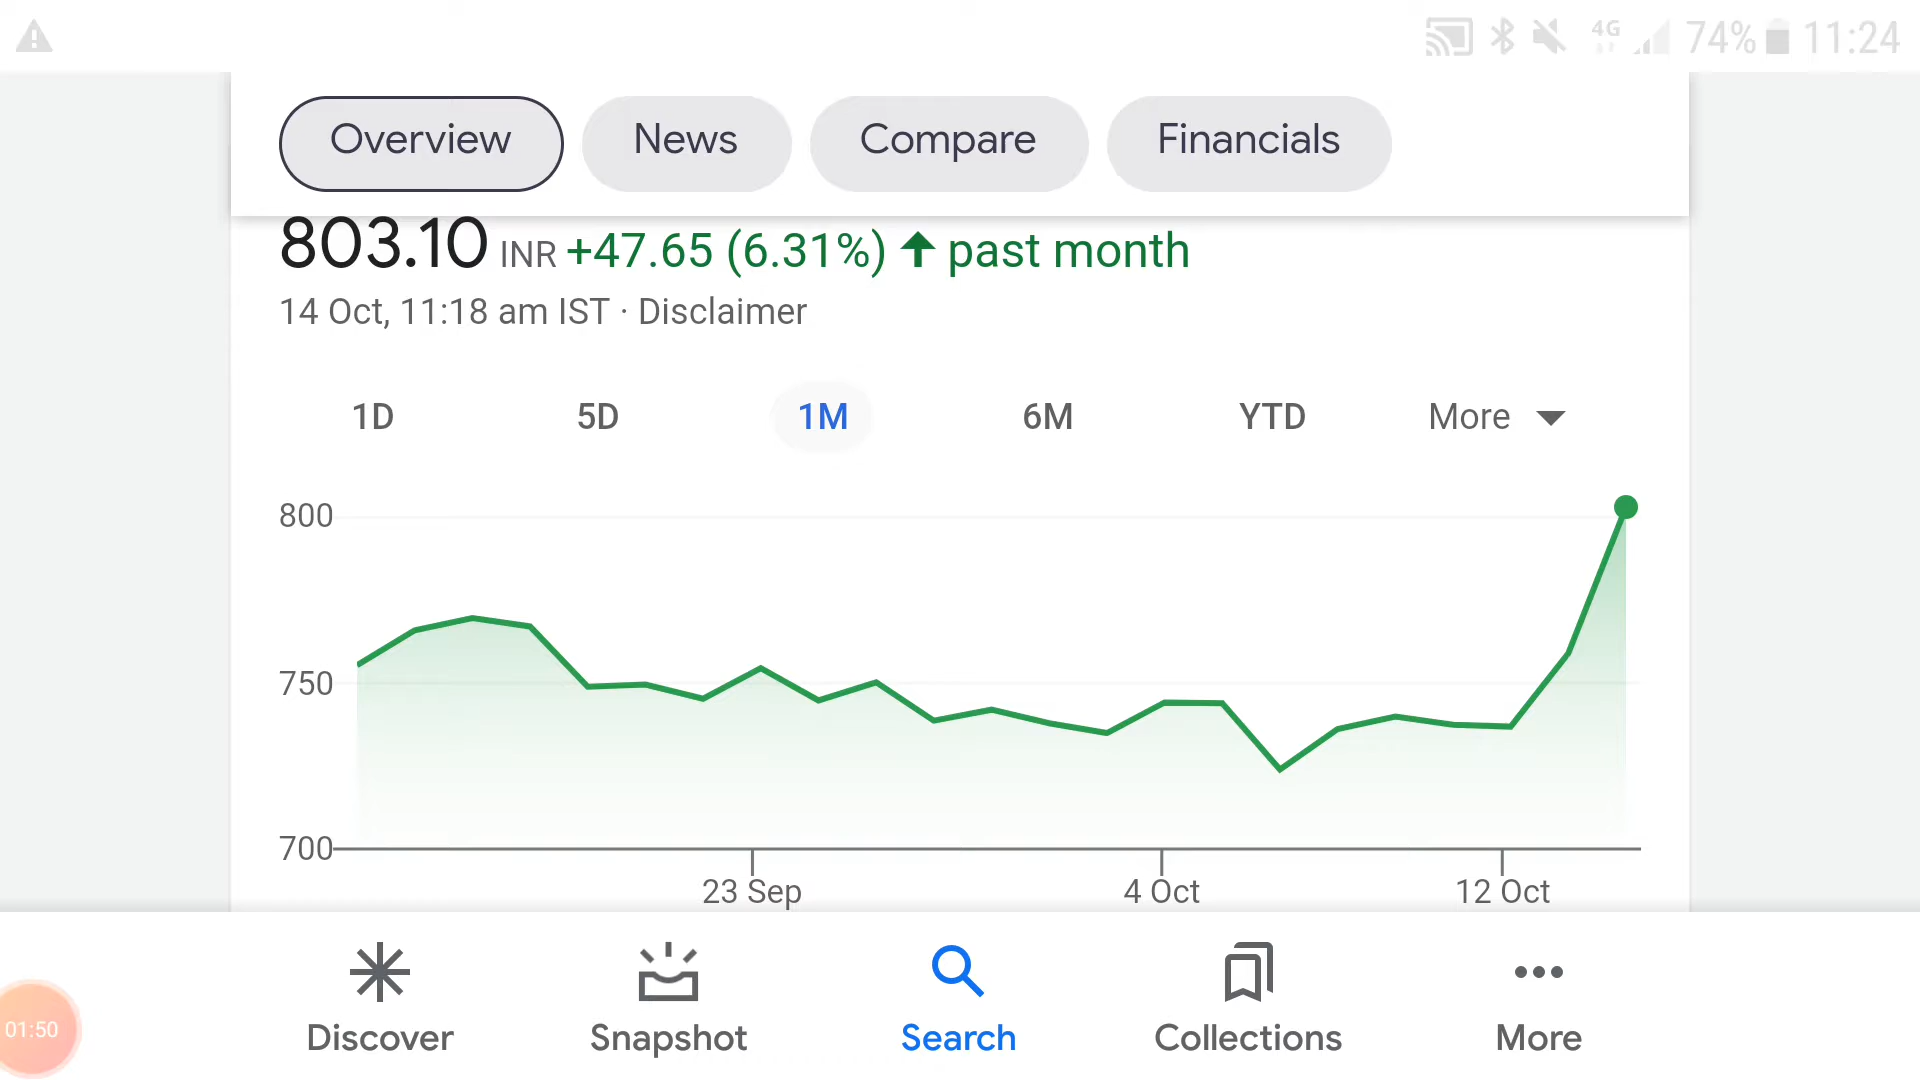 4G 74% 11:24
Overview News Compare Financials
803.10 INR +47.65 (6.31%) past month
14 Oct, 11:18 am IST · Disclaimer
1D 5D 1M 6M YTD More
800
750
700
23 Sep 4 Oct 12 Oct
Discover Snapshot Search Collections More
01:50